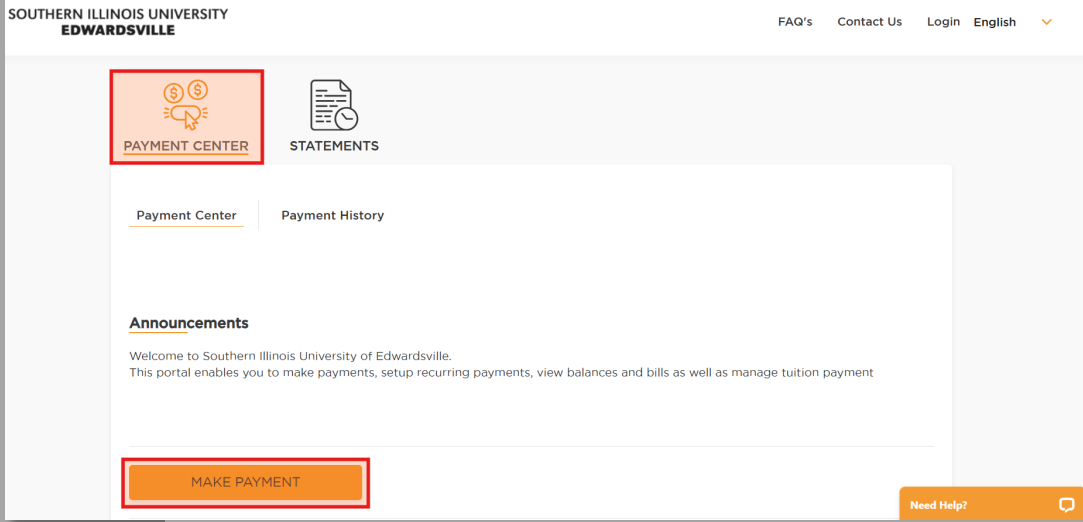 SOUTHERN ILLINOIS UNIVERSITY
EDWARDSVILLE
FAQ's Contact Us Login English
PAYMENT CENTER STATEMENTS
Payment Center Payment History
Announcements
Welcome to Southern Illinois University of Edwardsville.
This portal enables you to make payments, setup recurring payments, view balances and bills as well as manage tuition payment
MAKE PAYMENT
Need Help?